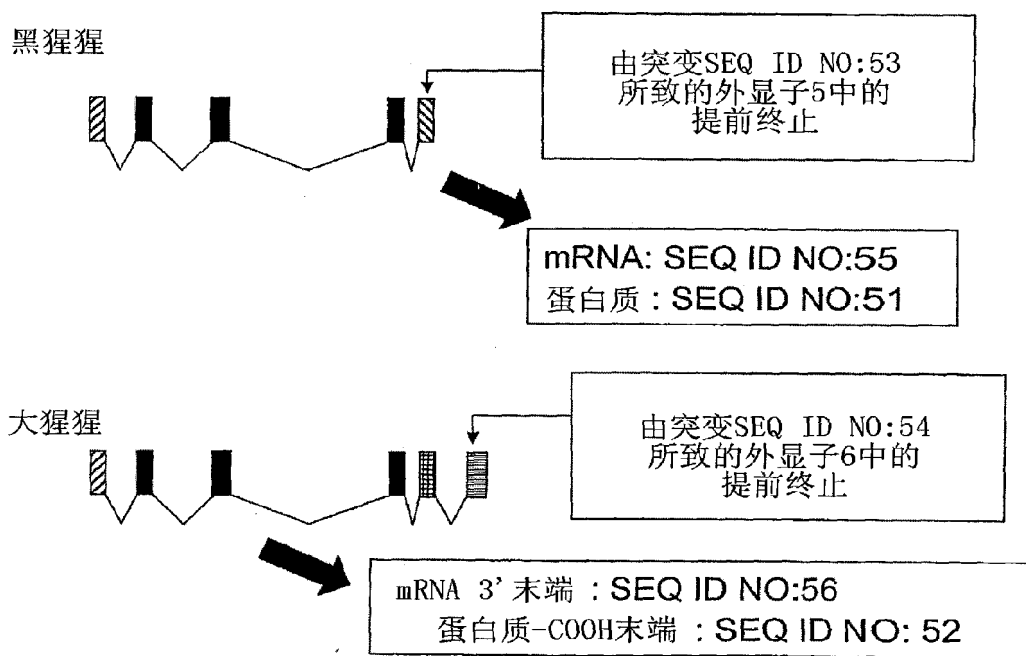 黑猩猩
由突变SEQ ID NO:53
所致的外显子5中的
提前终止
mRNA: SEQ ID NO:55
蛋白质：SEQ ID NO:51
大猩猩
由突变SEQ ID NO:54
所致的外显子6中的
提前终止
mRNA 3'末端：SEQ ID NO:56
蛋白质-COOH末端：SEQ ID NO: 52